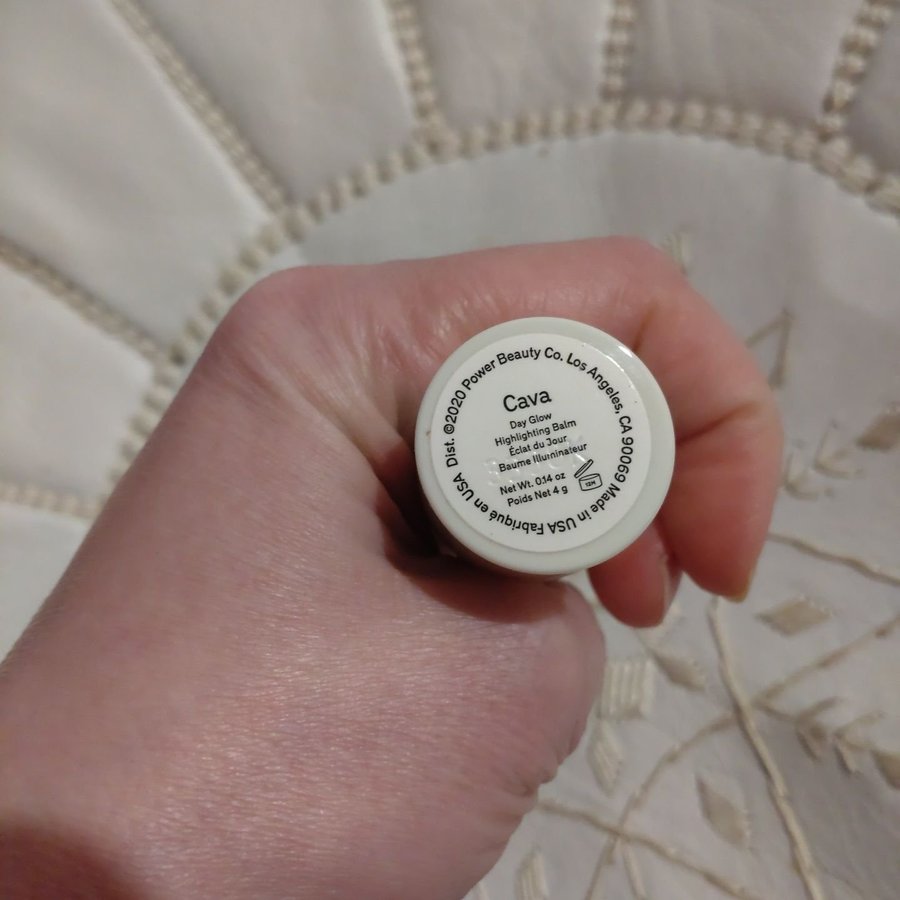 Dist. ©2020 Power Beauty Co. Los Angeles, CA 90069 Made in USA Fabriqué en USA
Cava
Day Glow
Highlighting Balm
Éclat du Jour
Baume Illuminateur
Net Wt. 0.14 oz
Poids Net 4 g
12M